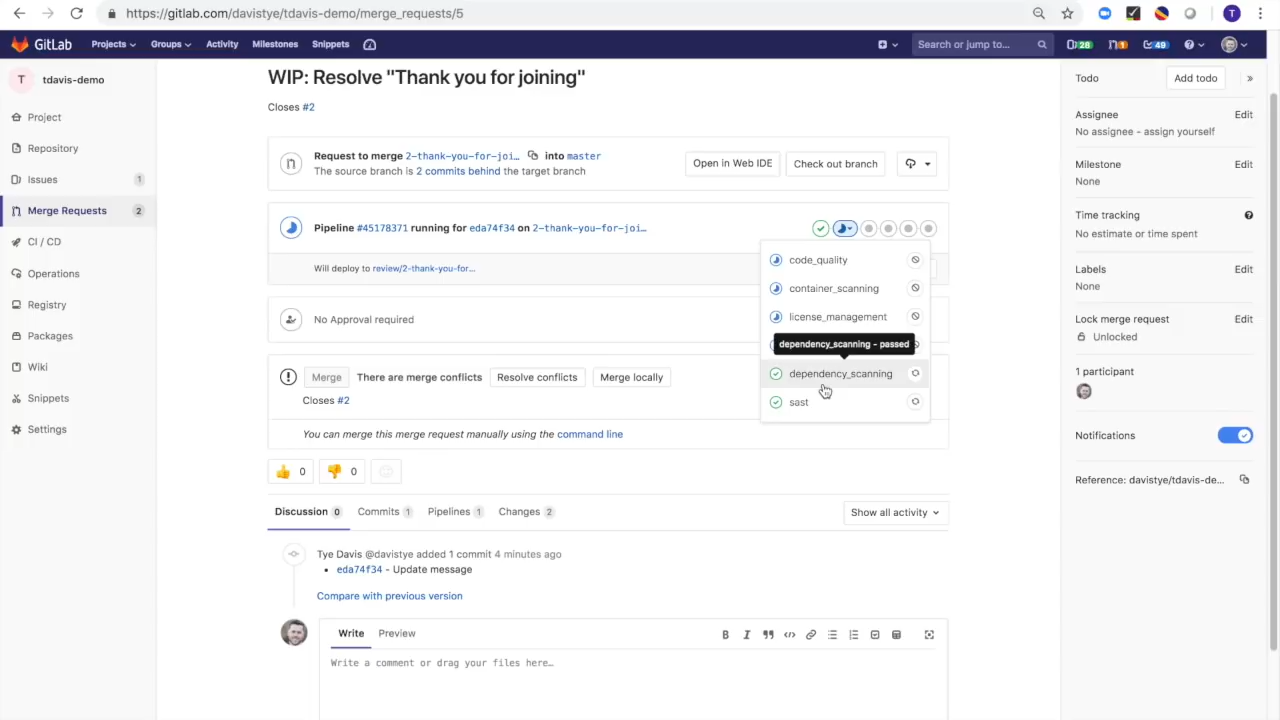 https://gitlab.com/davistye/tdavis-demo/merge_requests/5
T
GitLab
Projects
Groups
Activity
Milestones
Snippets
Search or jump to...
28
1
49
T
tdavis-demo
Project
Repository
Issues 1
Merge Requests 2
CI / CD
Operations
Registry
Packages
Wiki
Snippets
Settings
WIP: Resolve "Thank you for joining"
Closes #2
Request to merge 2-thank-you-for-joi… into master
The source branch is 2 commits behind the target branch
Open in Web IDE
Check out branch
Pipeline #45178371 running for eda74f34 on 2-thank-you-for-joi…
Will deploy to review/2-thank-you-for…
code_quality
container_scanning
license_management
dependency_scanning - passed
dependency_scanning
sast
No Approval required
Merge
There are merge conflicts
Resolve conflicts
Merge locally
Closes #2
You can merge this merge request manually using the command line
0
0
Discussion 0
Commits 1
Pipelines 1
Changes 2
Show all activity
Tye Davis @davistye added 1 commit 4 minutes ago
eda74f34 - Update message
Compare with previous version
Write
Preview
B
I
Write a comment or drag your files here…
Todo
Add todo
»
Assignee
Edit
No assignee - assign yourself
Milestone
Edit
None
Time tracking
No estimate or time spent
Labels
Edit
None
Lock merge request
Edit
Unlocked
1 participant
Notifications
Reference: davistye/tdavis-de…